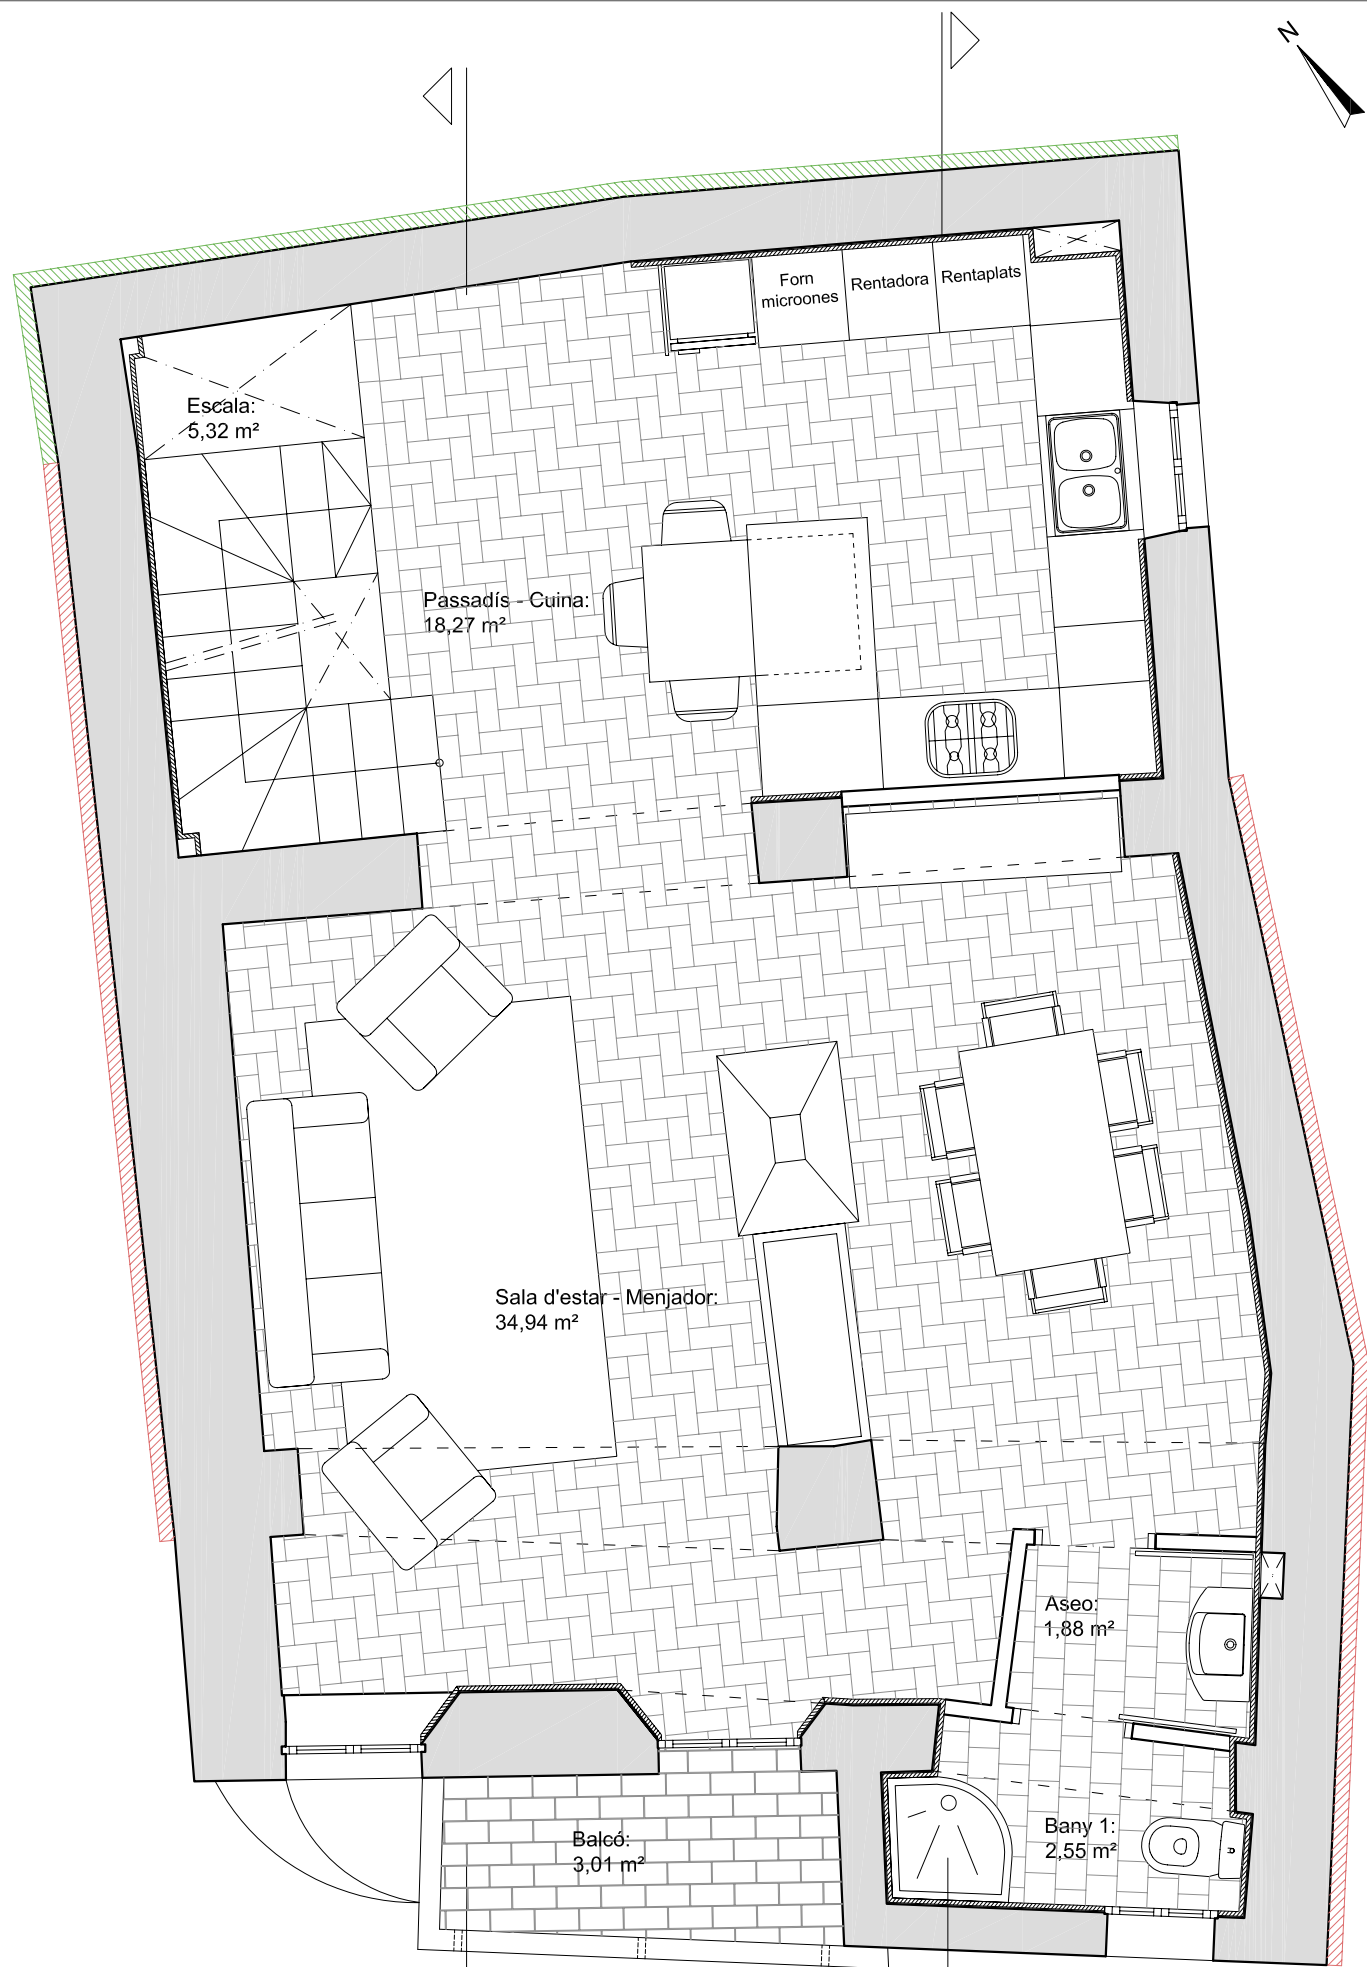 N
Forn
microones
Rentadora
Rentaplats
Escala:
5,32 m²
Passadís - Cuina:
18,27 m²
Sala d'estar - Menjador:
34,94 m²
Aseo:
1,88 m²
Balcó:
3,01 m²
Bany 1:
2,55 m²